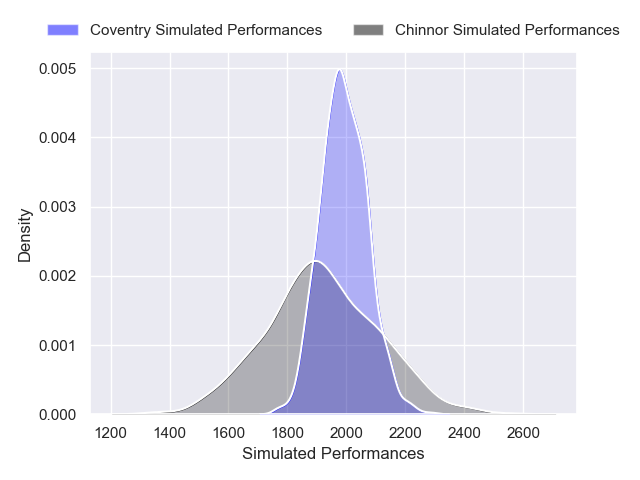 Coventry Simulated Performances Chinnor Simulated Performances
0.005
0.004
0.003
0.002
0.001
0.000
Density
1200 1400 1600 1800 2000 2200 2400 2600
Simulated Performances